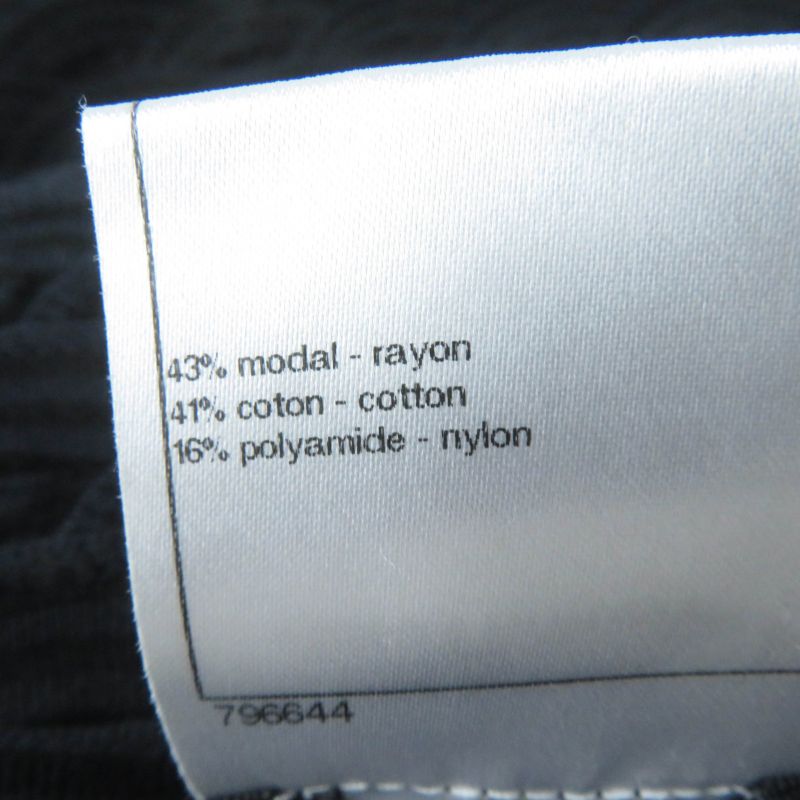 43% modal - rayon
41% coton - cotton
16% polyamide - nylon
796644